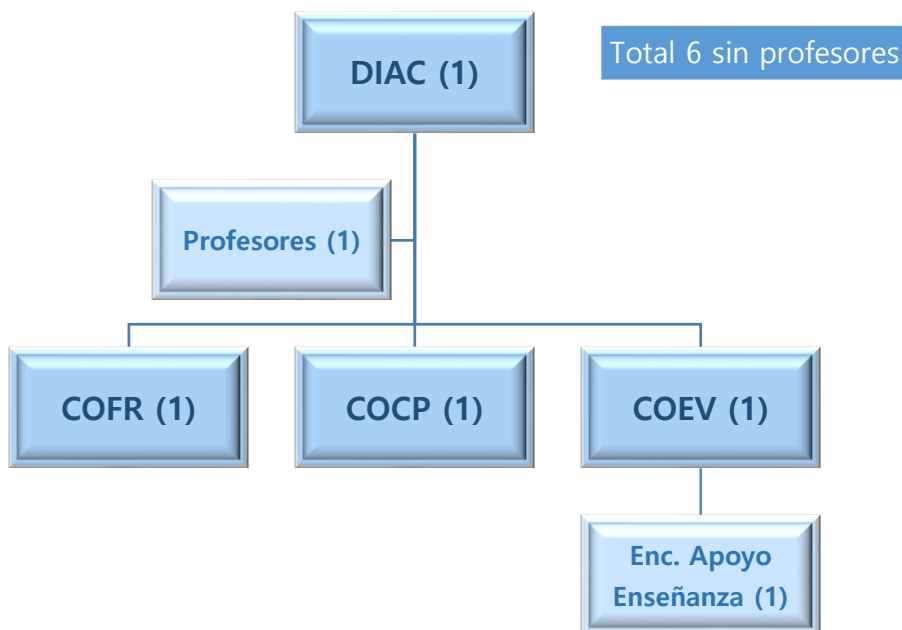 DIAC (1)
Total 6 sin profesores
Profesores (1)
COFR (1)
COCP (1)
COEV (1)
Enc. Apoyo
Enseñanza (1)